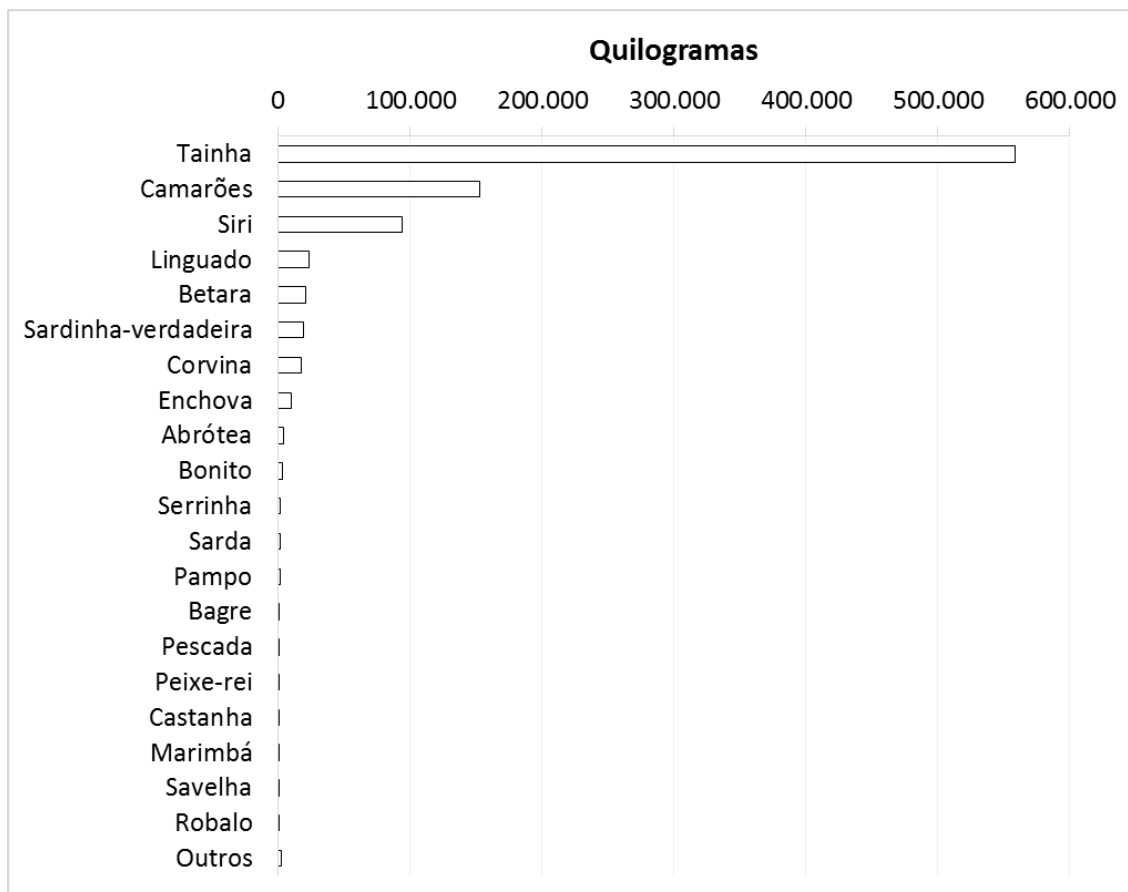 Quilogramas
0 100.000 200.000 300.000 400.000 500.000 600.000
Tainha
Camarões
Siri
Linguado
Betara
Sardinha-verdadeira
Corvina
Enchova
Abrótea
Bonito
Serrinha
Sarda
Pampo
Bagre
Pescada
Peixe-rei
Castanha
Marimbá
Savelha
Robalo
Outros